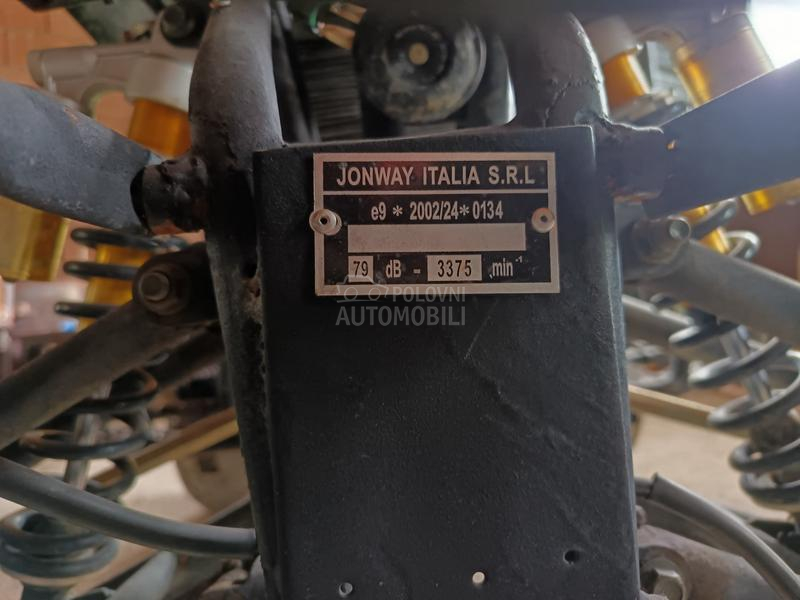 JONWAY ITALIA S.R.L
e9 * 2002/24 * 0134
79 dB - 3375 min⁻¹
POLOVNI
AUTOMOBILI